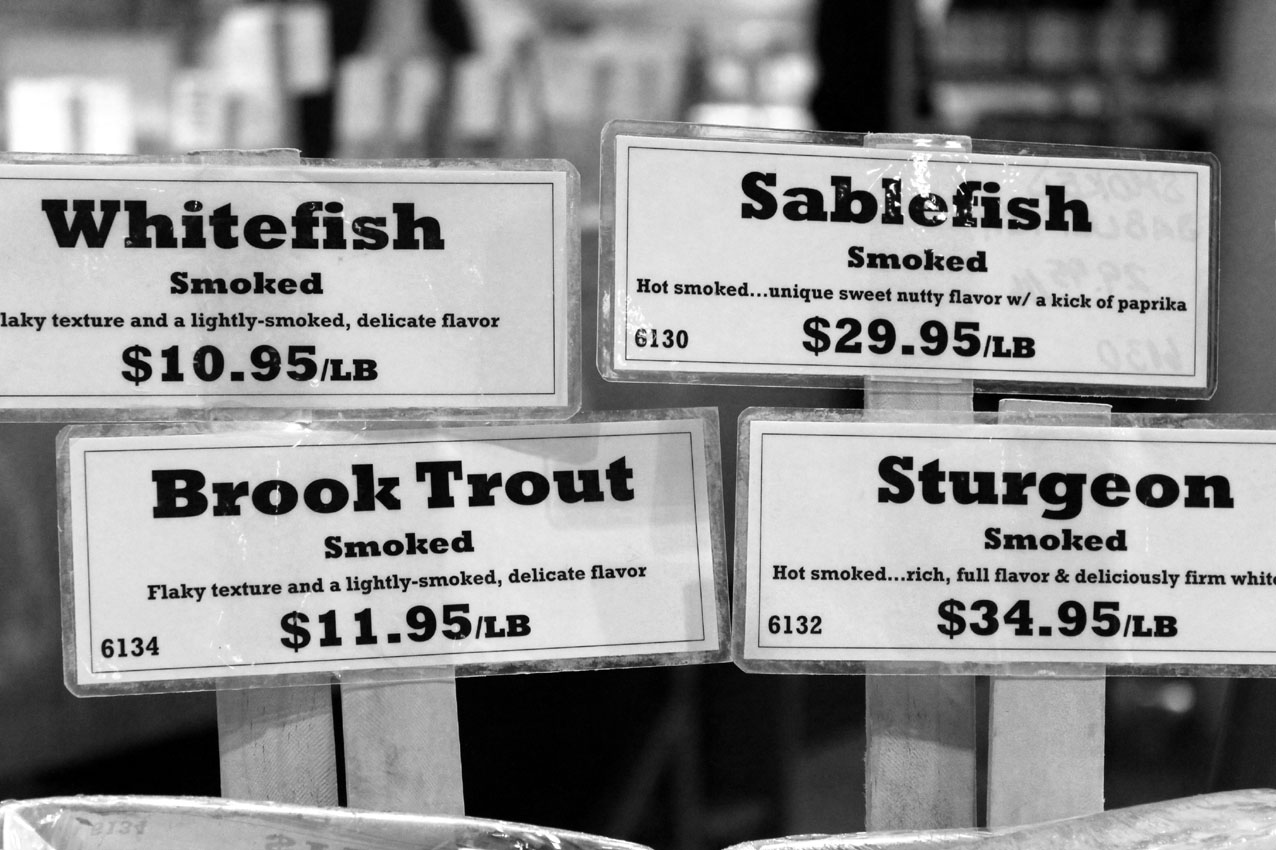 Whitefish
Smoked
laky texture and a lightly-smoked, delicate flavor
$10.95/LB
Sablefish
Smoked
Hot smoked...unique sweet nutty flavor w/ a kick of paprika
6130
$29.95/LB
Brook Trout
Smoked
Flaky texture and a lightly-smoked, delicate flavor
6134
$11.95/LB
Sturgeon
Smoked
Hot smoked...rich, full flavor & deliciously firm white
6132
$34.95/LB